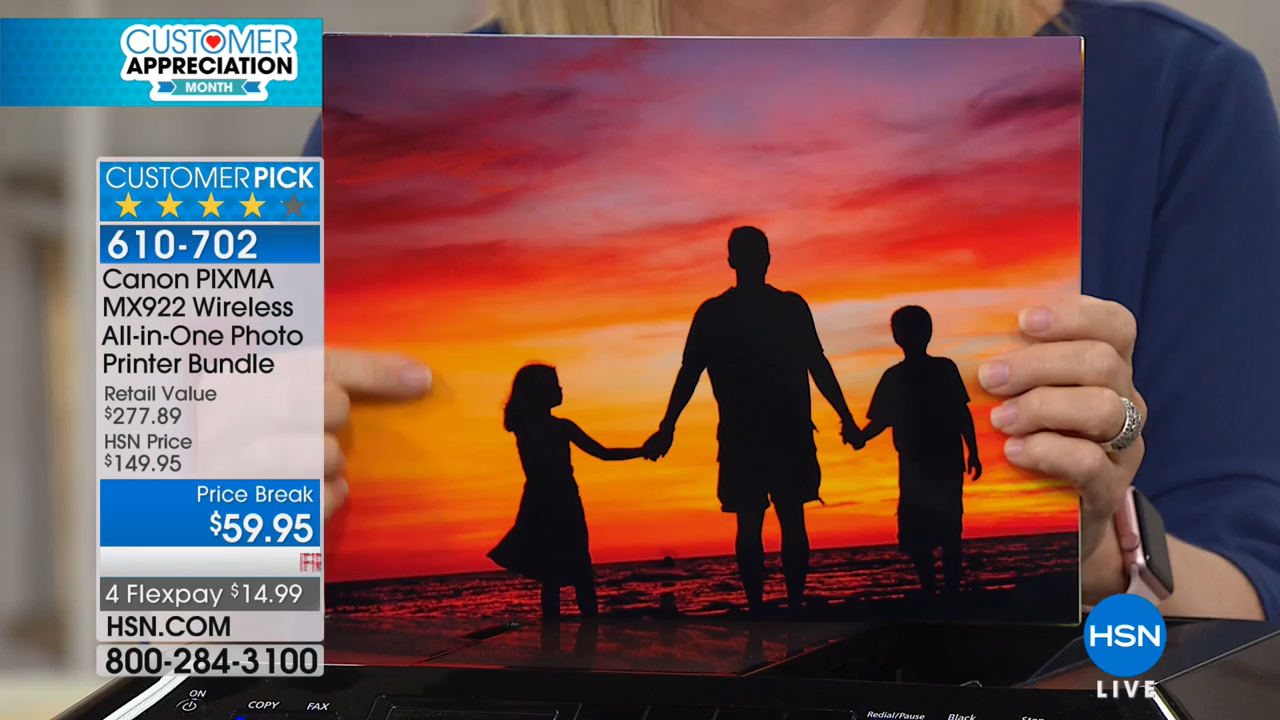 CUSTOMER
APPRECIATION
MONTH
CUSTOMER PICK
610-702
Canon PIXMA
MX922 Wireless
All-in-One Photo
Printer Bundle
Retail Value
$277.89
HSN Price
$149.95
Price Break
$59.95
4 Flexpay $14.99
HSN.COM
800-284-3100
ON
COPY FAX
Redial/Pause Black
HSN
LIVE